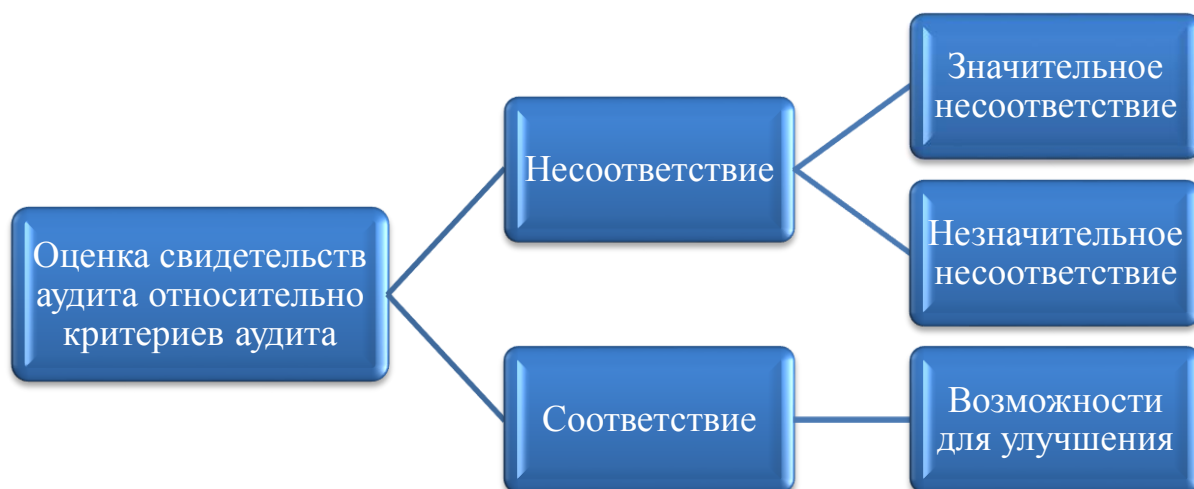 Оценка свидетельств
аудита относительно
критериев аудита
Несоответствие
Значительное
несоответствие
Незначительное
несоответствие
Соответствие
Возможности
для улучшения